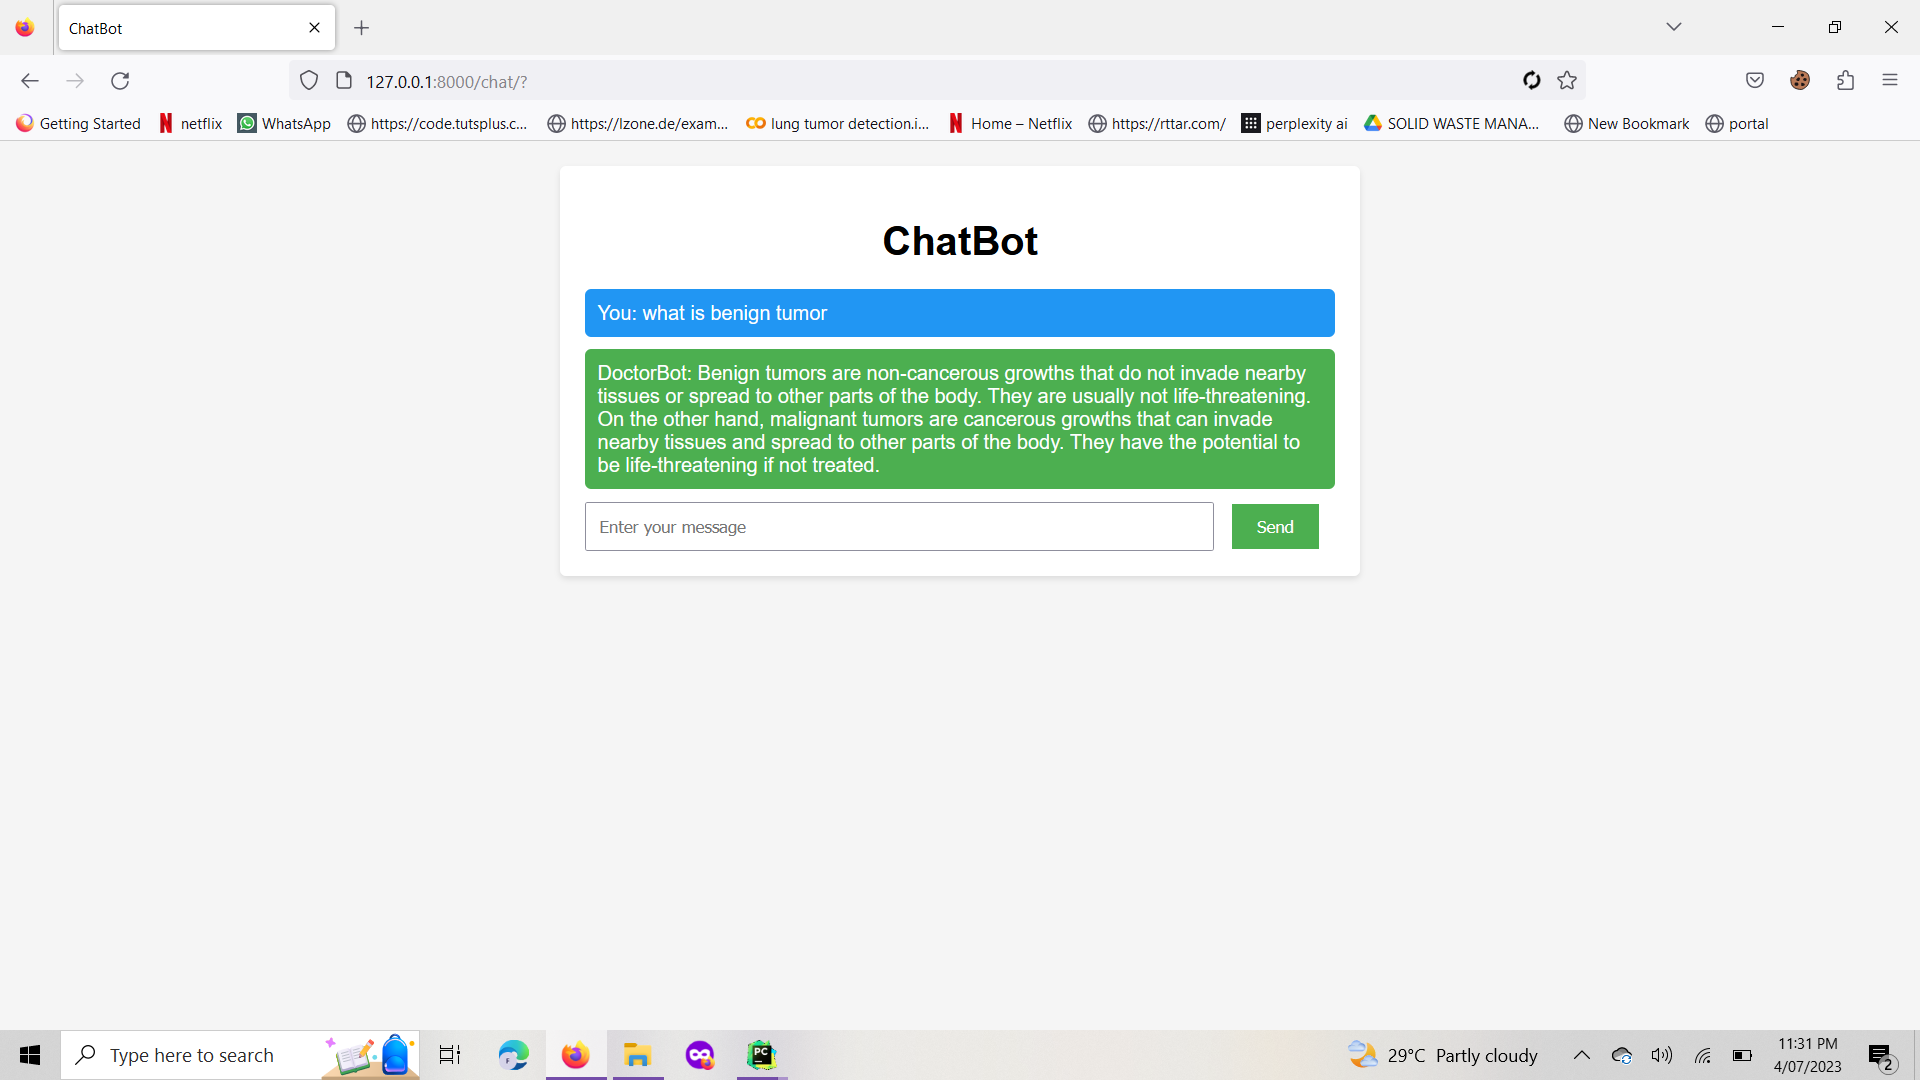 ChatBot
127.0.0.1:8000/chat/?
Getting Started
netflix
WhatsApp
https://code.tutsplus.c...
https://lzone.de/exam...
lung tumor detection.i...
Home – Netflix
https://rttar.com/
perplexity ai
SOLID WASTE MANA...
New Bookmark
portal
ChatBot
You: what is benign tumor
DoctorBot: Benign tumors are non-cancerous growths that do not invade nearby
tissues or spread to other parts of the body. They are usually not life-threatening.
On the other hand, malignant tumors are cancerous growths that can invade
nearby tissues and spread to other parts of the body. They have the potential to
be life-threatening if not treated.
Enter your message
Send
Type here to search
F
PC
29°C Partly cloudy
11:31 PM
4/07/2023
2